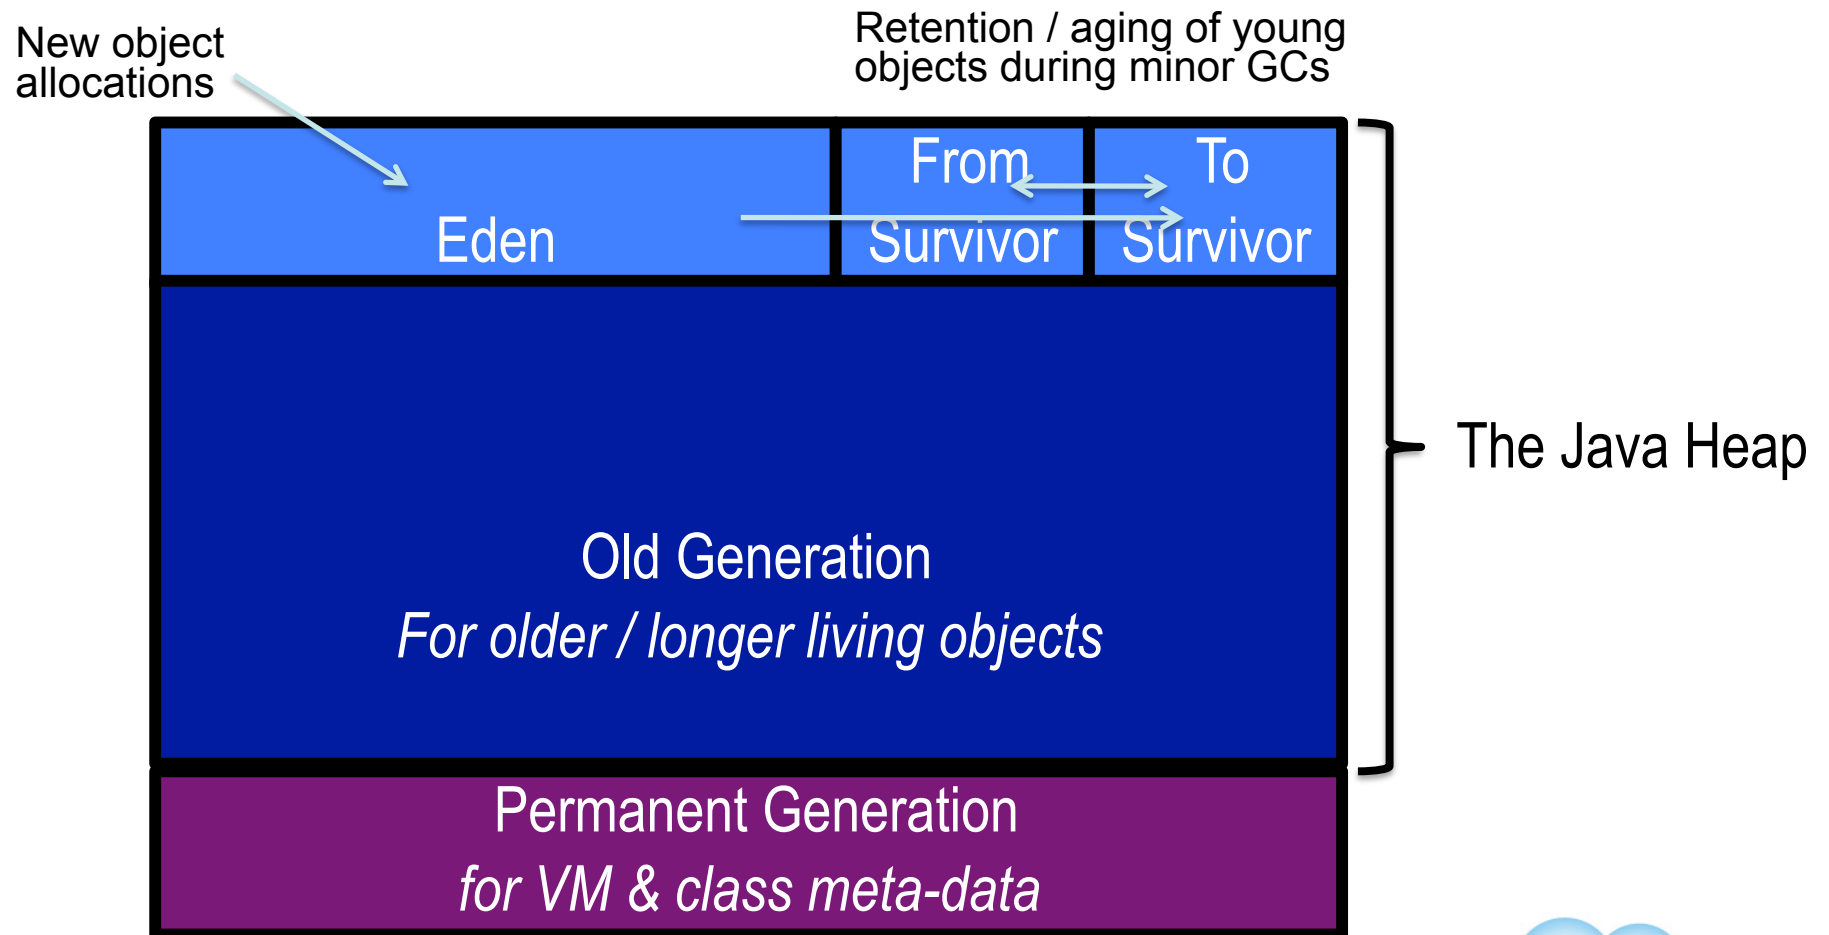 New object
allocations
Retention / aging of young
objects during minor GCs
Eden
From
Survivor
To
Survivor
The Java Heap
Old Generation
For older / longer living objects
Permanent Generation
for VM & class meta-data